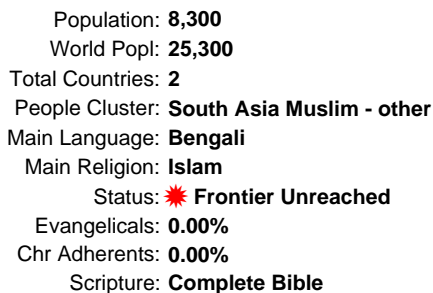 Population: 8,300
World Popl: 25,300
Total Countries: 2
People Cluster: South Asia Muslim - other
Main Language: Bengali
Main Religion: Islam
Status: Frontier Unreached
Evangelicals: 0.00%
Chr Adherents: 0.00%
Scripture: Complete Bible